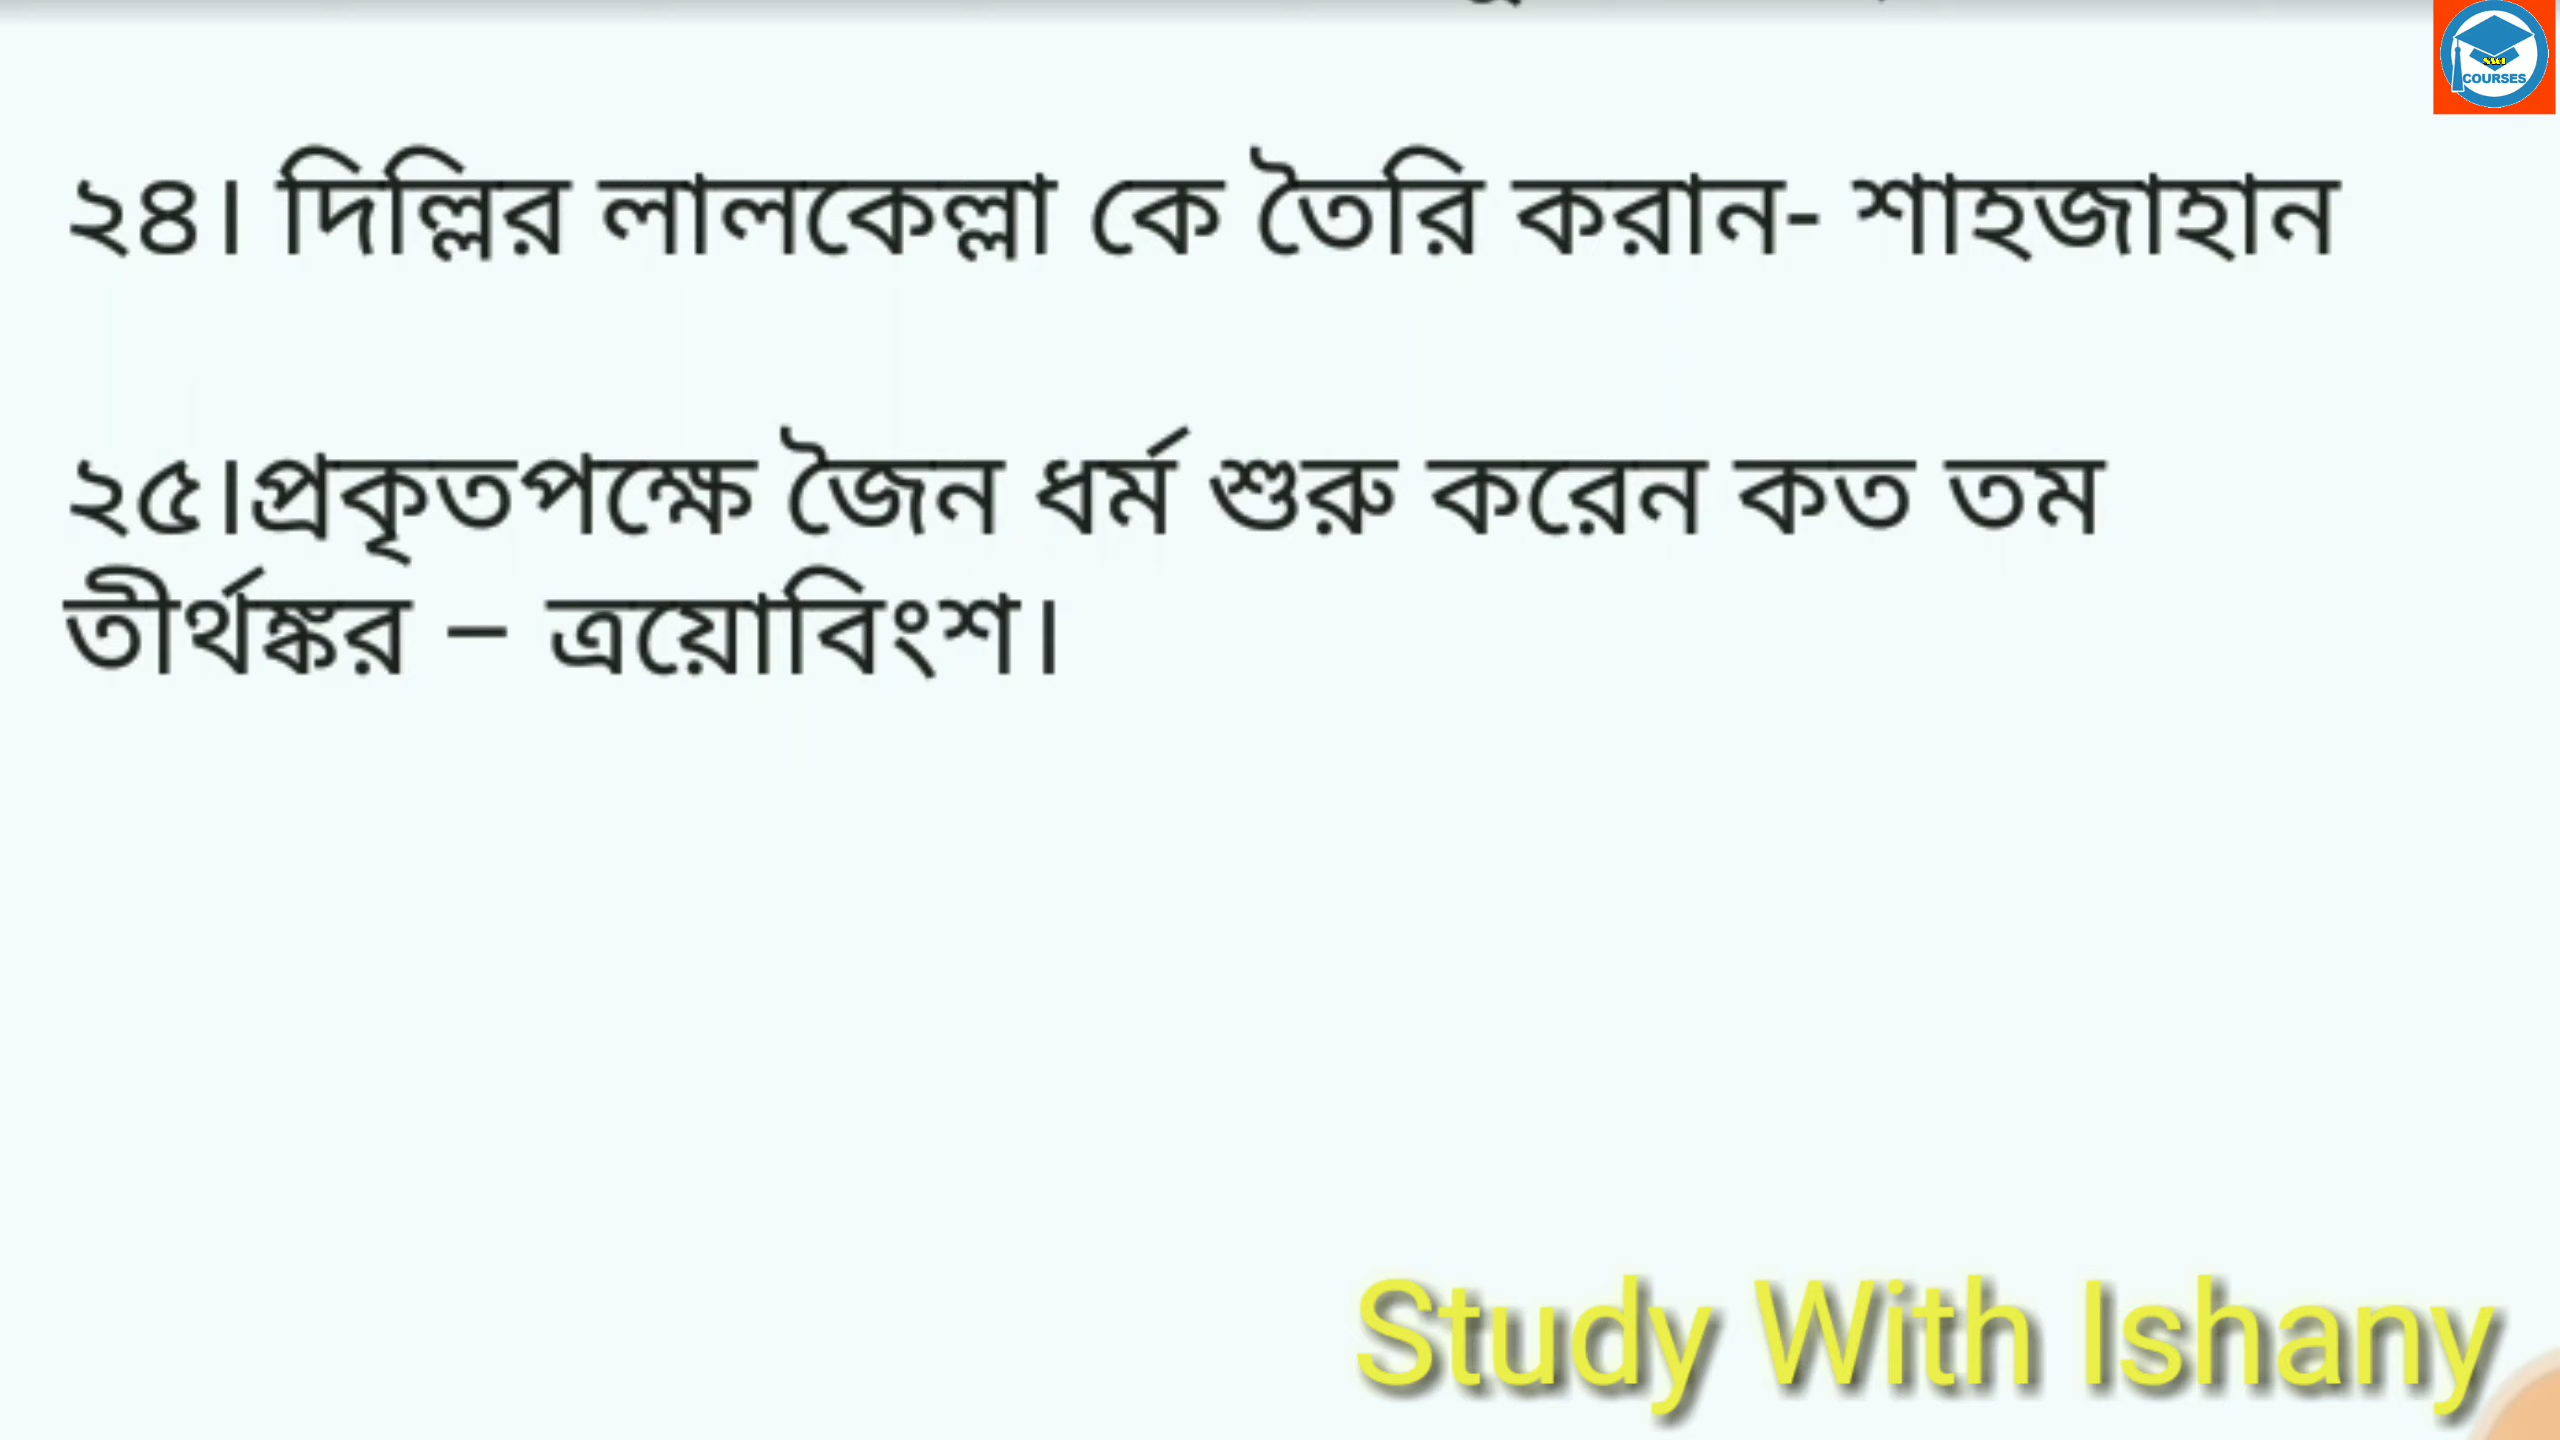 COURSES
২৪। দিল্লির লালকেল্লা কে তৈরি করান- শাহজাহান
২৫।প্রকৃতপক্ষে জৈন ধর্ম শুরু করেন কত তম
তীর্থঙ্কর – ত্রয়োবিংশ।
Study With Ishany